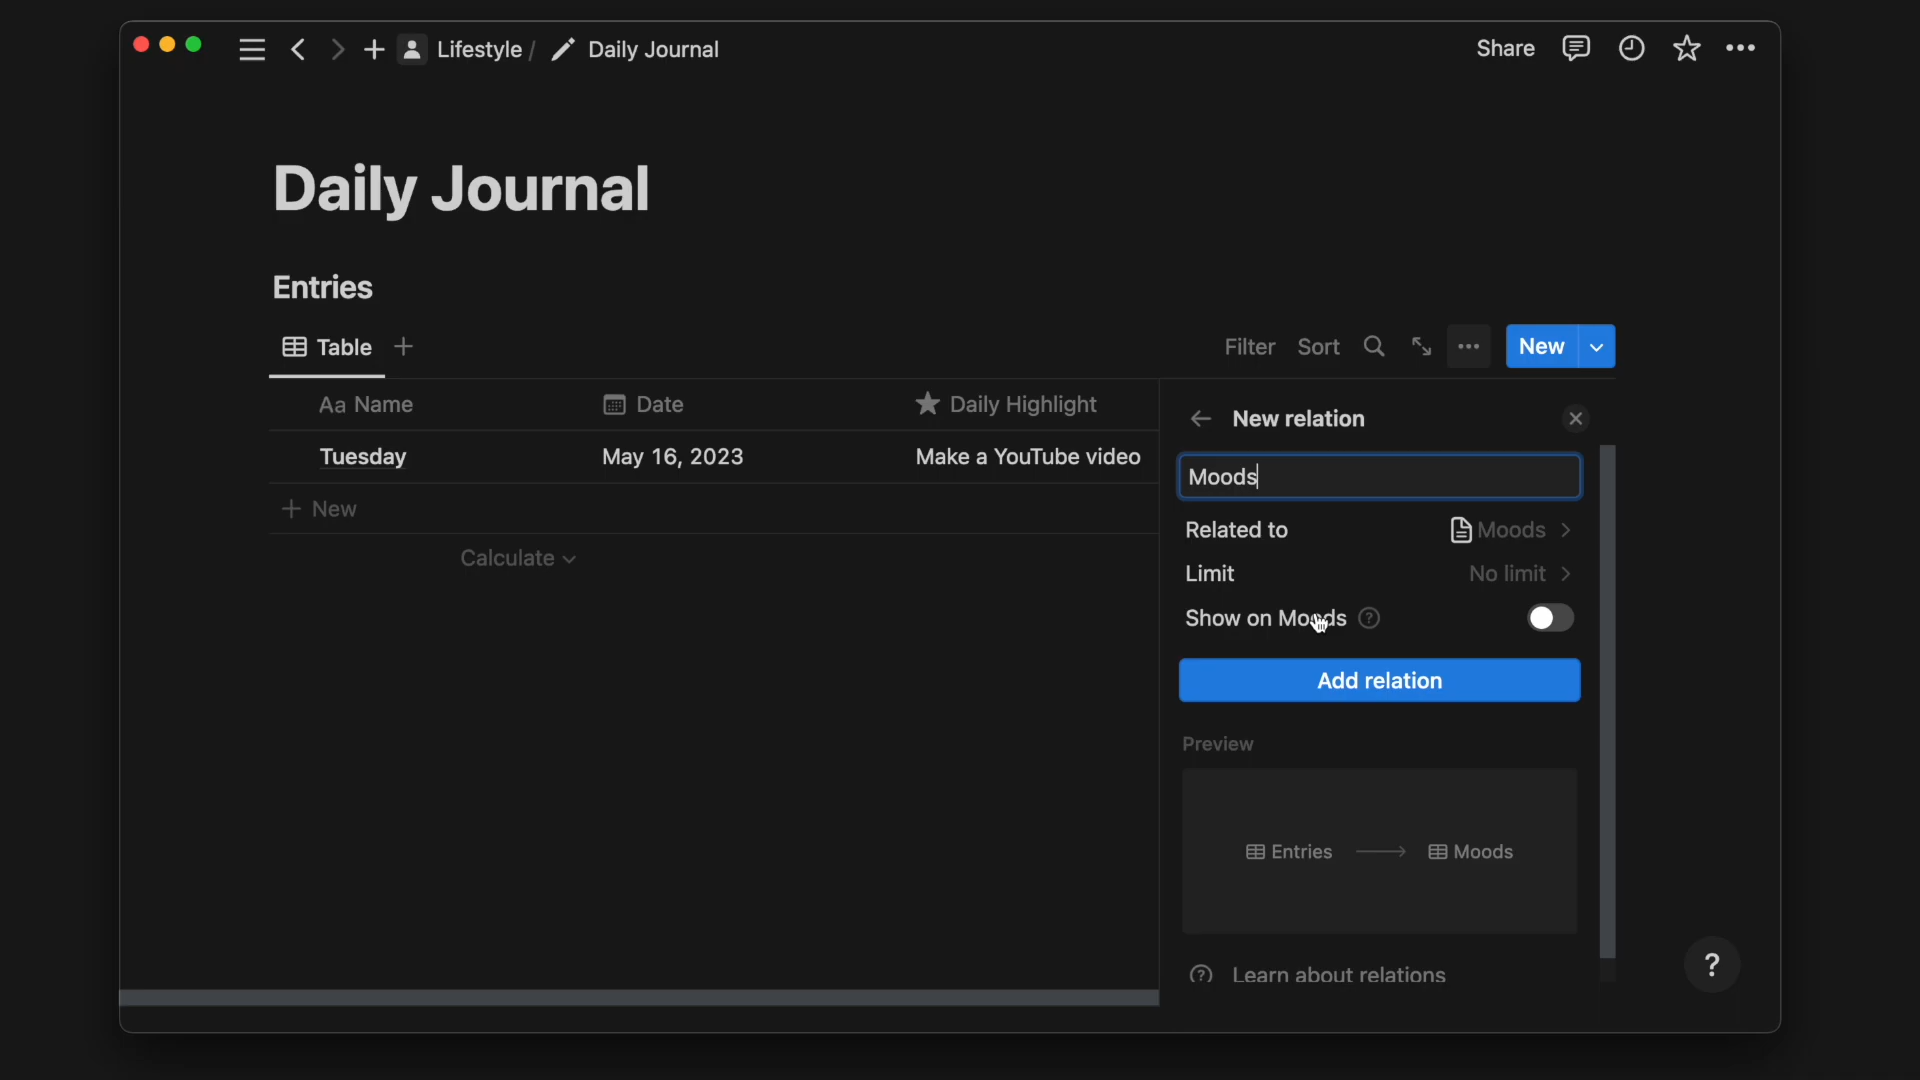 Lifestyle / Daily Journal
Share
Daily Journal
Entries
Table
Filter Sort New
Aa Name Date Daily Highlight
Tuesday May 16, 2023 Make a YouTube video
+ New
Calculate
New relation
Moods
Related to Moods
Limit No limit
Show on Moods ?
Add relation
Preview
Entries Moods
? Learn about relations
?